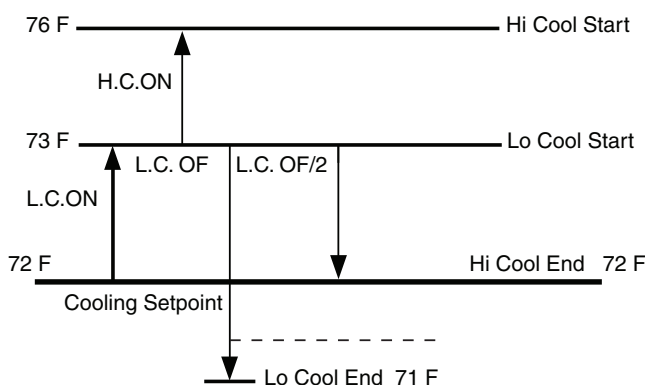 76 F Hi Cool Start
H.C.ON
73 F Lo Cool Start
L.C. OF L.C. OF/2
L.C.ON
72 F Hi Cool End 72 F
Cooling Setpoint
Lo Cool End 71 F